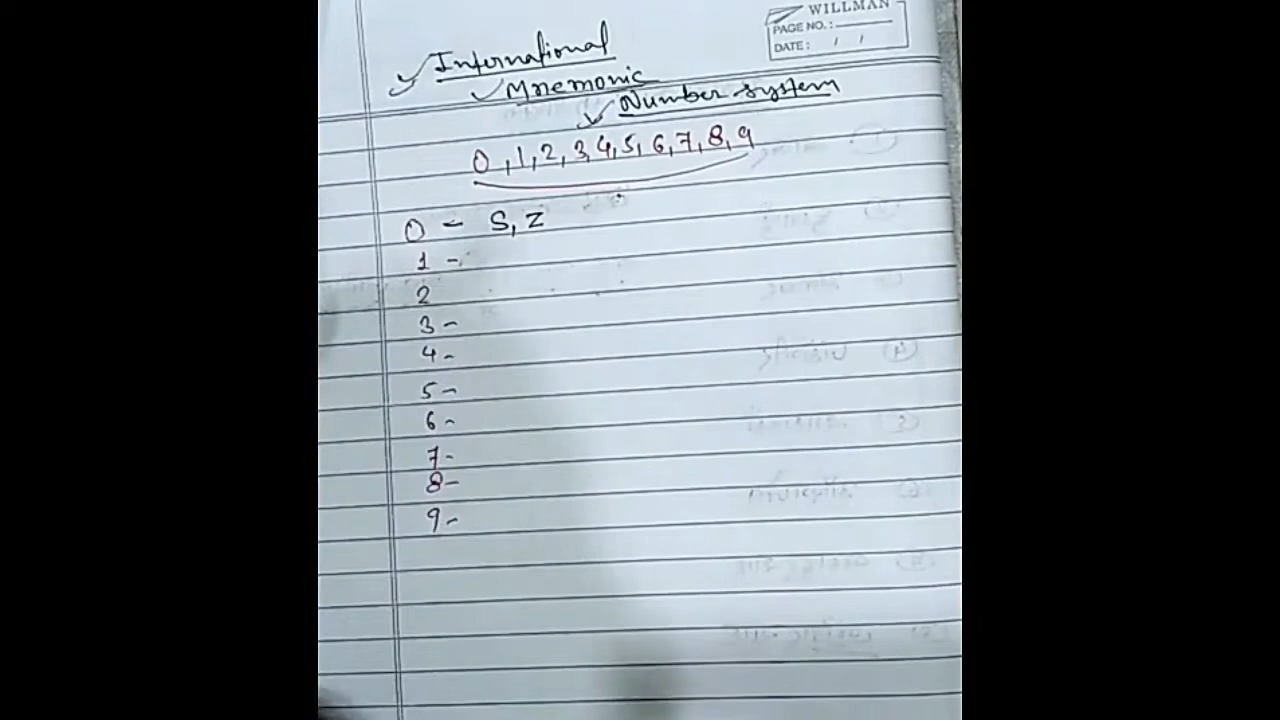 WILLMAN
PAGE NO.:
DATE: / /
International
Mnemonic
Number system
0,1,2,3,4,5,6,7,8,9
0 - S, Z
1 -
2
3 -
4 -
5 -
6 -
7 -
8 -
9 -